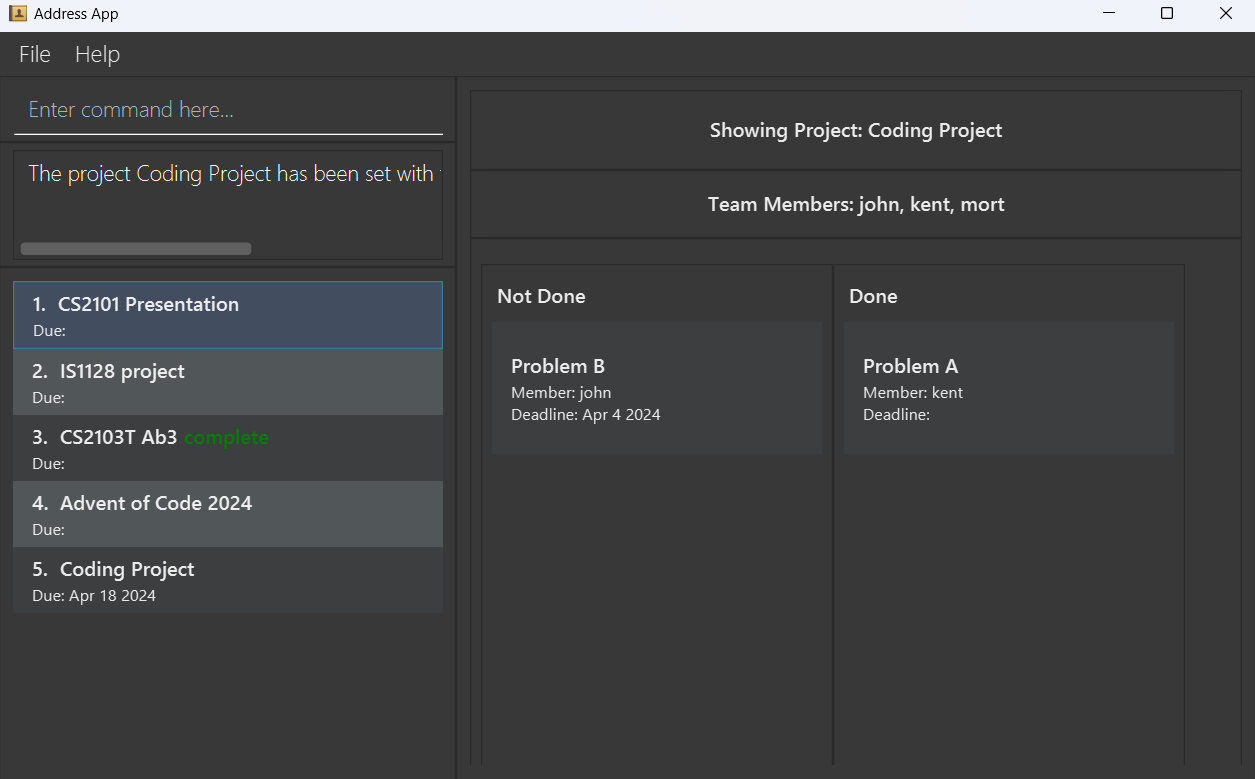 Address App
File Help
Enter command here...
The project Coding Project has been set with
1. CS2101 Presentation
Due:
2. IS1128 project
Due:
3. CS2103T Ab3 complete
Due:
4. Advent of Code 2024
Due:
5. Coding Project
Due: Apr 18 2024
Showing Project: Coding Project
Team Members: john, kent, mort
Not Done
Problem B
Member: john
Deadline: Apr 4 2024
Done
Problem A
Member: kent
Deadline: